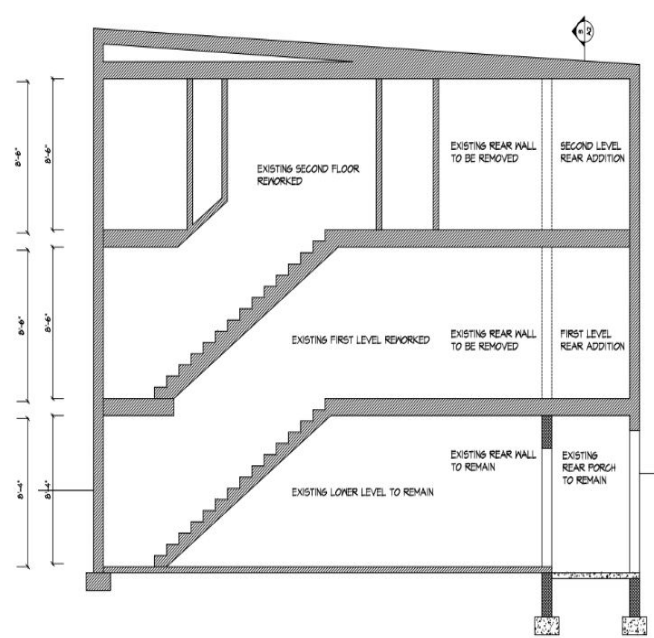 EXISTING REAR WALL
TO BE REMOVED
SECOND LEVEL
REAR ADDITION
EXISTING SECOND FLOOR
REWORKED
8'-6"
8'-6"
EXISTING FIRST LEVEL REWORKED
EXISTING REAR WALL
TO BE REMOVED
FIRST LEVEL
REAR ADDITION
8'-6"
8'-6"
EXISTING REAR WALL
TO REMAIN
EXISTING
REAR PORCH
TO REMAIN
EXISTING LOWER LEVEL TO REMAIN
8'-4"
8'-4"